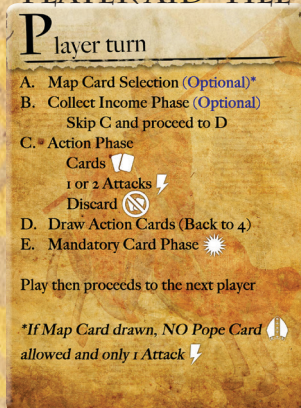 Player turn
A. Map Card Selection (Optional)*
B. Collect Income Phase (Optional)
Skip C and proceed to D
C. Action Phase
Cards
1 or 2 Attacks
Discard
D. Draw Action Cards (Back to 4)
E. Mandatory Card Phase
Play then proceeds to the next player
*If Map Card drawn, NO Pope Card
allowed and only 1 Attack